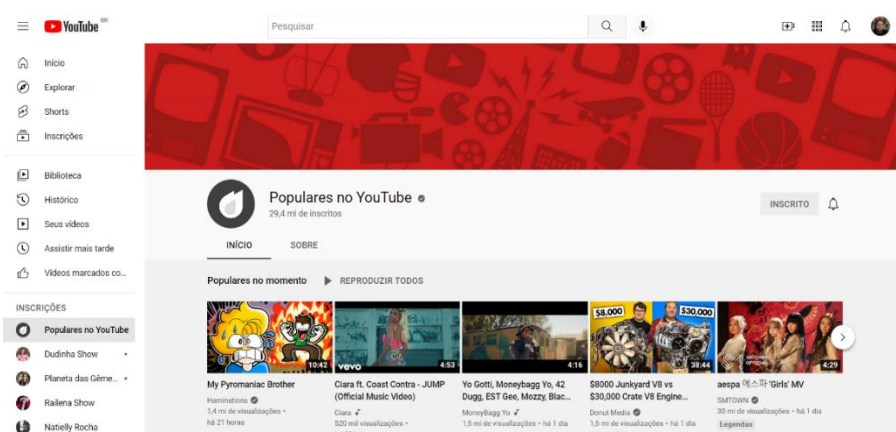 YouTube BR
Pesquisar
Início
Explorar
Shorts
Inscrições
Biblioteca
Histórico
Seus vídeos
Assistir mais tarde
Vídeos marcados co...
INSCRIÇÕES
Populares no YouTube
Dudinha Show
Planeta das Gême...
Railena Show
Natielly Rocha
Populares no YouTube
29,4 mi de inscritos
INSCRITO
INÍCIO SOBRE
Populares no momento REPRODUZIR TODOS
10:42
My Pyromaniac Brother
Haminations
1,4 mi de visualizações •
há 21 horas
vevo 4:53
Ciara ft. Coast Contra - JUMP
(Official Music Video)
Ciara
520 mil visualizações •
4:16
Yo Gotti, Moneybagg Yo, 42
Dugg, EST Gee, Mozzy, Blac...
MoneyBagg Yo
1,5 mi de visualizações • há 1 dia
$8,000 $30,000
38:44
$8000 Junkyard V8 vs
$30,000 Crate V8 Engine...
Donut Media
1,5 mi de visualizações • há 1 dia
4:29
aespa 에스파 'Girls' MV
SMTOWN
30 mi de visualizações • há 1 dia
Legendas